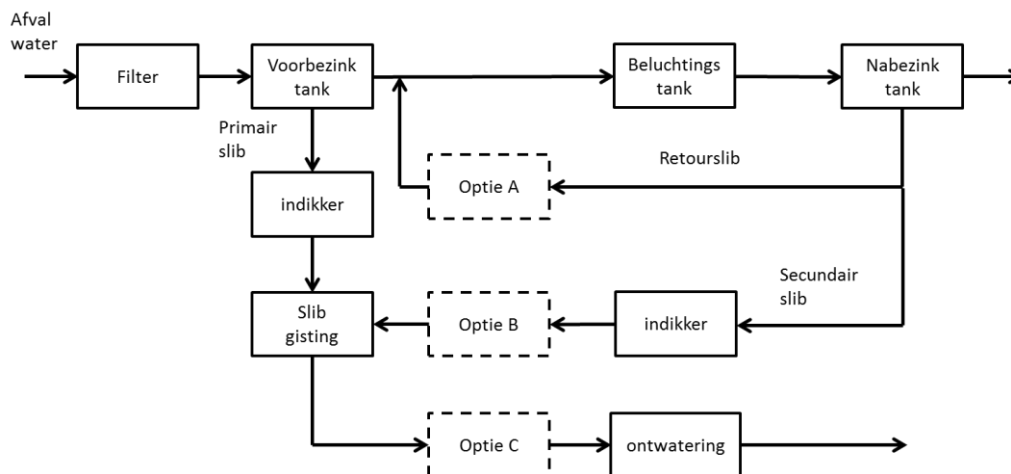 Afval
water
Filter
Voorbezink
tank
Beluchtings
tank
Nabezink
tank
Primair
slib
Retourslib
Optie A
indikker
Secundair
slib
Slib
gisting
Optie B
indikker
Optie C
ontwatering